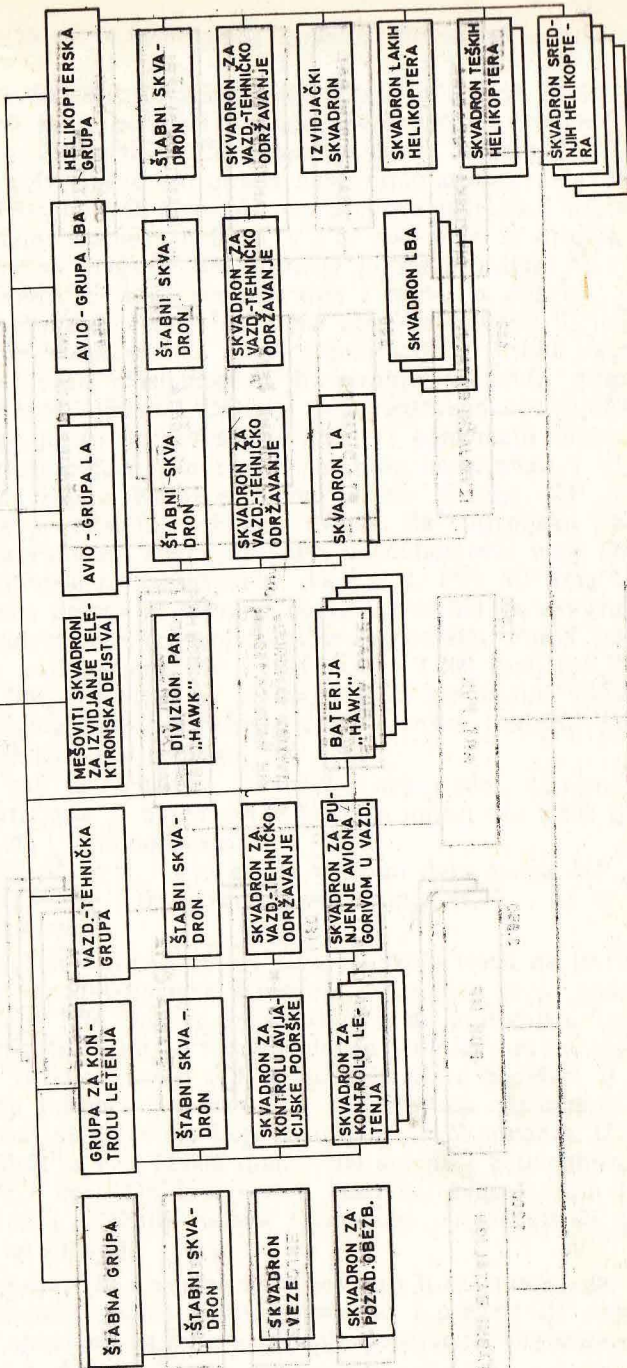 ŠTABNA GRUPA
ŠTABNI SKVA-
DRON
SKVADRON
VEZE
SKVADRON ZA
POZAD.OBEZB.
GRUPA ZA KON-
TROLU LETENJA
ŠTABNI SKVA-
DRON
SKVADRON ZA
KONTROLU AVIJA-
CIJSKE PODRŠKE
SKVADRON ZA
KONTROLU LE-
TENJA
VAZD.-TEHNIČKA
GRUPA
ŠTABNI SKVA-
DRON
SKVADRON ZA
VAZD-TEHNIČKO
ODRŽAVANJE
SKVADRON ZA PU-
NJENJE AVIONA
GORIVOM U VAZD.
MEŠOVITI SKVADRONI
ZA IZVIDJANJE I ELE-
KTRONSKA DEJSTVA
DIVIZION PAR
„HAWK"
BATERIJA
„HAWK"
AVIO-GRUPA LA
ŠTABNI SKVA-
DRON
SKVADRON ZA
VAZD-TEHNIČKO
ODRŽAVANJE
SKVADRON LA
AVIO-GRUPA LBA
ŠTABNI SKVA-
DRON
SKVADRON ZA
VAZD-TEHNIČKO
ODRŽAVANJE
SKVADRON LBA
HELIKOPTERSKA
GRUPA
ŠTABNI SKVA-
DRON
SKVADRON ZA
VAZD-TEHNIČKO
ODRŽAVANJE
IZVIDJAČKI
SKVADRON
SKVADRON LAKIH
HELIKOPTERA
SKVADRON TEŠKIH
HELIKOPTERA
SKVADRON SRED-
NJIH HELIKOPTE-
RA